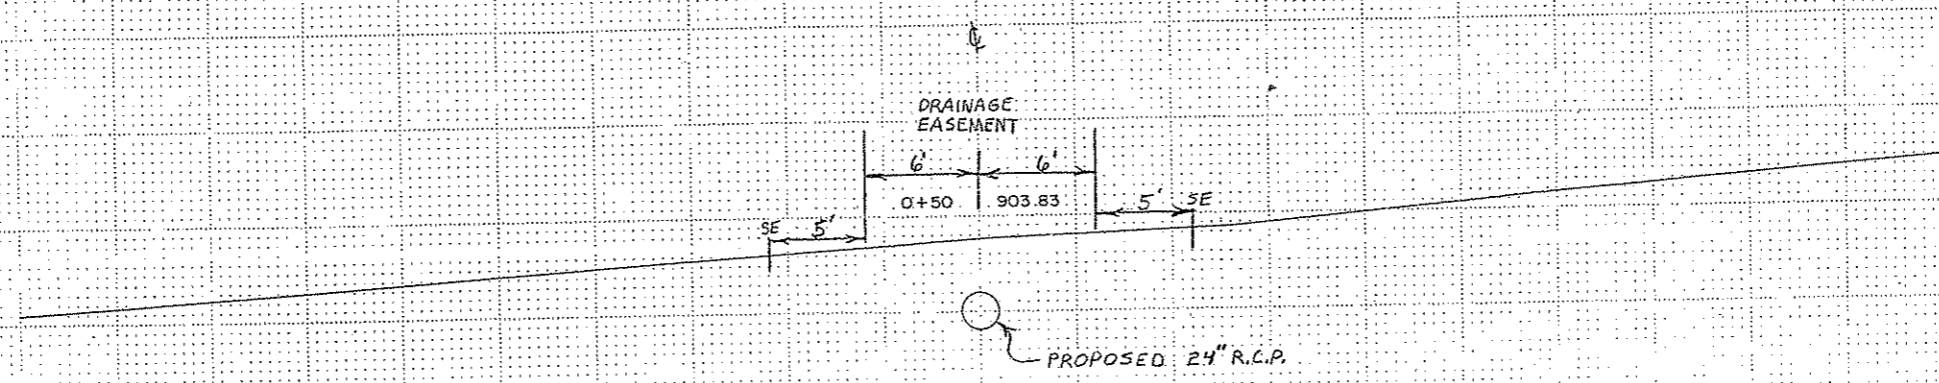 ℄
DRAINAGE
EASEMENT
6' 6'
0+50 903.83
SE 5' 5' SE
PROPOSED 24" R.C.P.